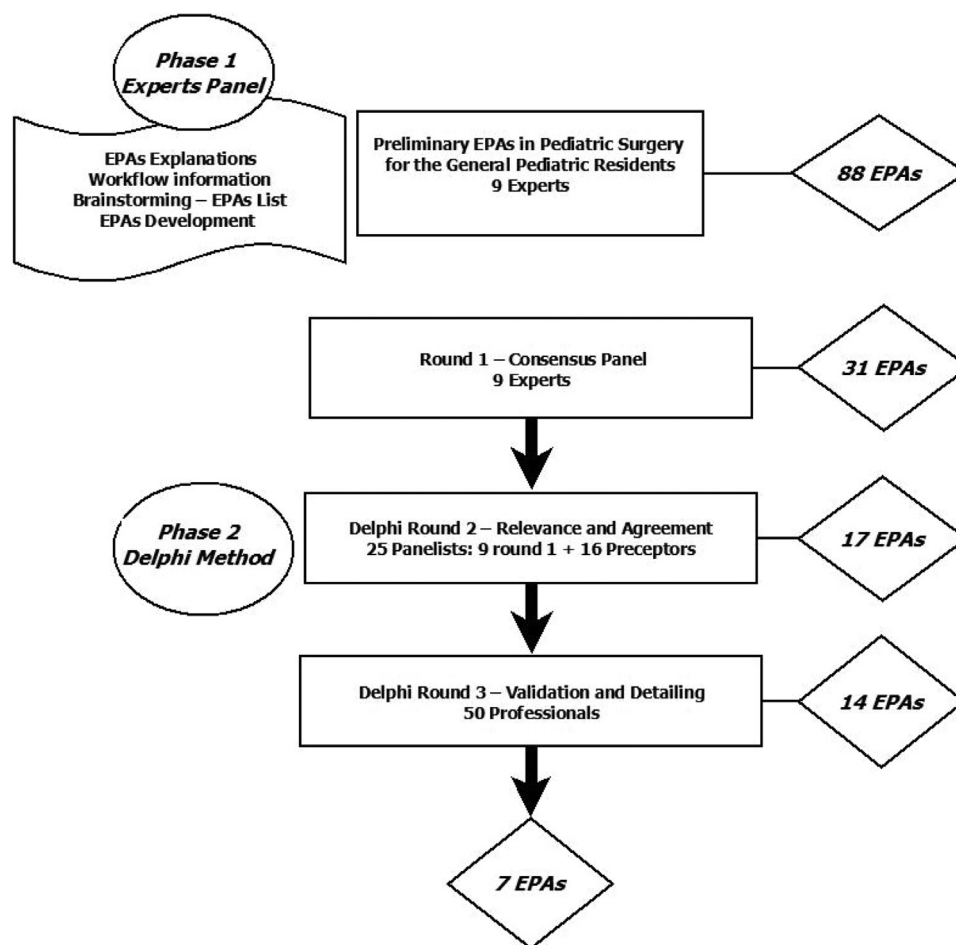 Phase 1
Experts Panel
EPAs Explanations
Workflow information
Brainstorming – EPAs List
EPAs Development
Preliminary EPAs in Pediatric Surgery
for the General Pediatric Residents
9 Experts
88 EPAs
Round 1 – Consensus Panel
9 Experts
31 EPAs
Phase 2
Delphi Method
Delphi Round 2 – Relevance and Agreement
25 Panelists: 9 round 1 + 16 Preceptors
17 EPAs
Delphi Round 3 – Validation and Detailing
50 Professionals
14 EPAs
7 EPAs